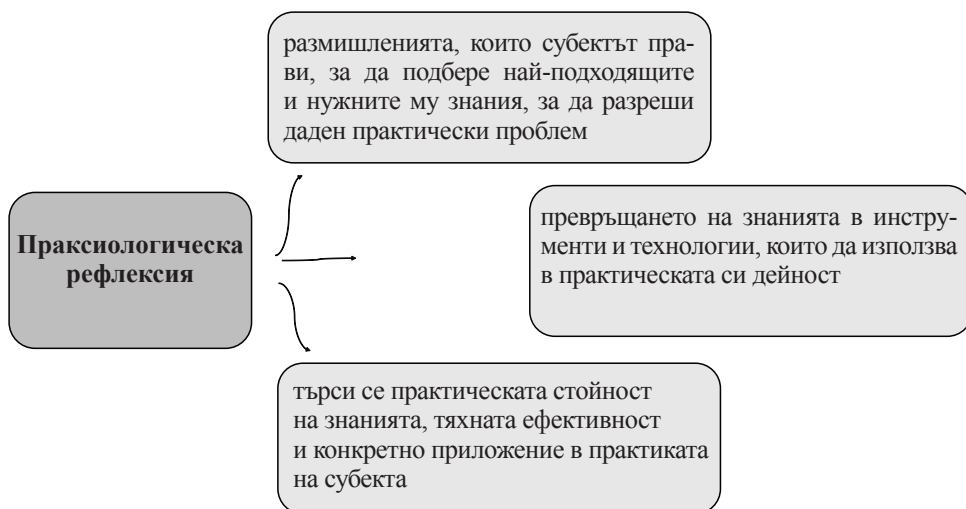 размишленията, които субектът пра-
ви, за да подбере най-подходящите
и нужните му знания, за да разреши
даден практически проблем
Праксиологическа
рефлексия
превръщането на знанията в инстру-
менти и технологии, които да използва
в практическата си дейност
търси се практическата стойност
на знанията, тяхната ефективност
и конкретно приложение в практиката
на субекта